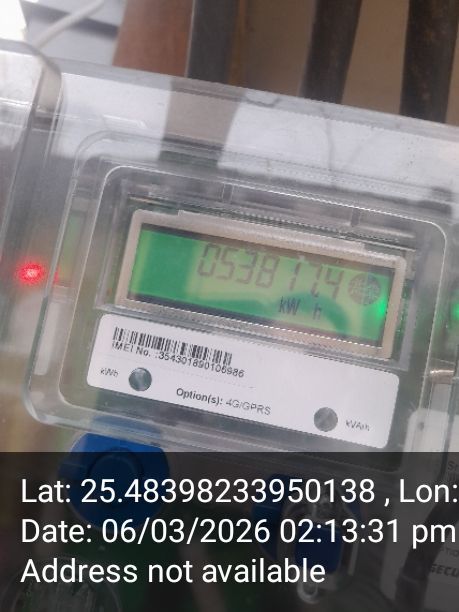 053817.4
kW h
IMEI No. :354301890106986
kWh
Option(s): 4G/GPRS
kVArh
Lat: 25.48398233950138 , Lon:
Date: 06/03/2026 02:13:31 pm
Address not available